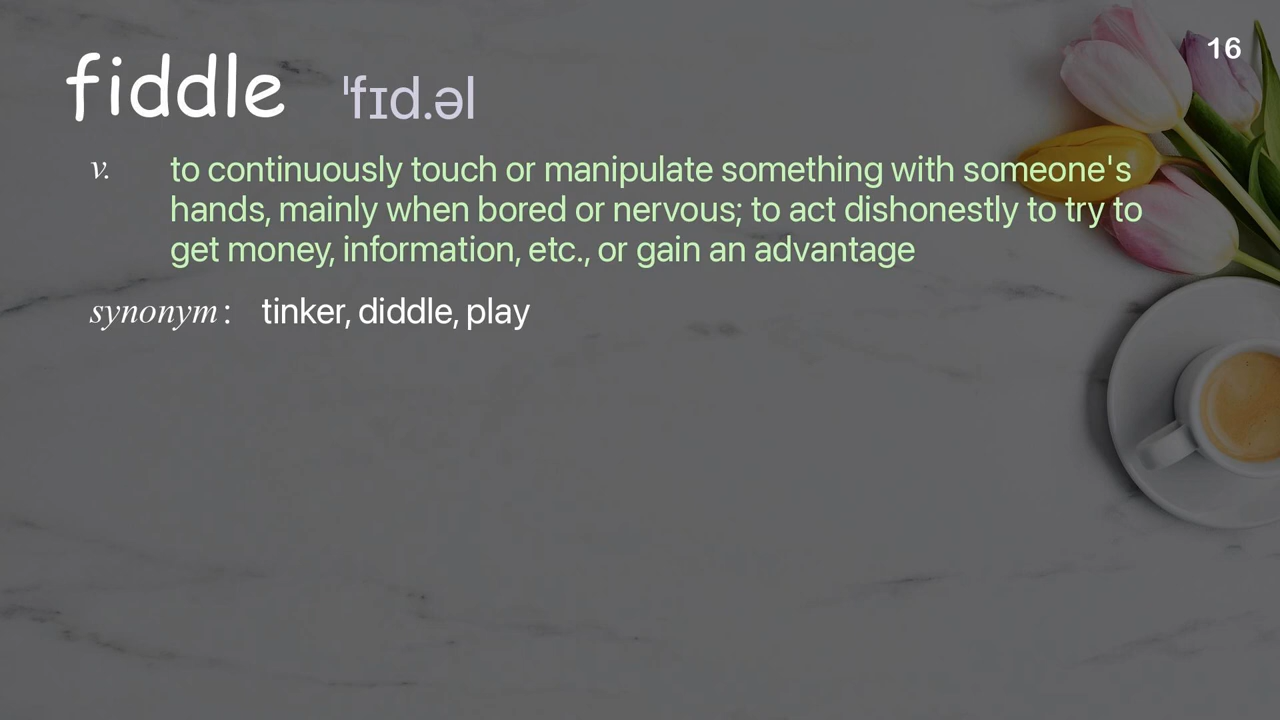 16
fiddle ˈfɪd.əl
v. to continuously touch or manipulate something with someone's
hands, mainly when bored or nervous; to act dishonestly to try to
get money, information, etc., or gain an advantage
synonym: tinker, diddle, play